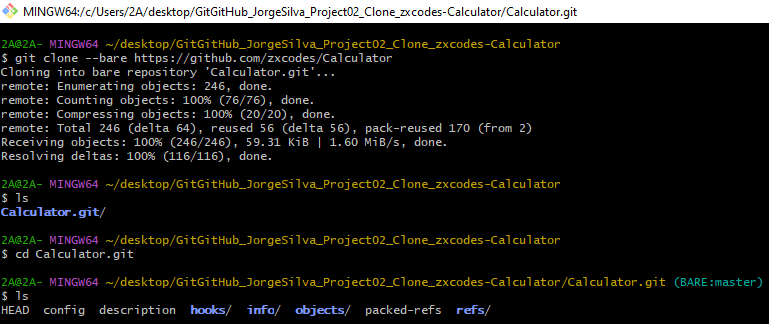 MINGW64:/c/Users/2A/desktop/GitGitHub_JorgeSilva_Project02_Clone_zxcodes-Calculator/Calculator.git
2A@2A- MINGW64 ~/desktop/GitGitHub_JorgeSilva_Project02_Clone_zxcodes-Calculator
$ git clone --bare https://github.com/zxcodes/Calculator
Cloning into bare repository 'Calculator.git'...
remote: Enumerating objects: 246, done.
remote: Counting objects: 100% (76/76), done.
remote: Compressing objects: 100% (20/20), done.
remote: Total 246 (delta 64), reused 56 (delta 56), pack-reused 170 (from 2)
Receiving objects: 100% (246/246), 59.31 KiB | 1.60 MiB/s, done.
Resolving deltas: 100% (116/116), done.
2A@2A- MINGW64 ~/desktop/GitGitHub_JorgeSilva_Project02_Clone_zxcodes-Calculator
$ ls
Calculator.git/
2A@2A- MINGW64 ~/desktop/GitGitHub_JorgeSilva_Project02_Clone_zxcodes-Calculator
$ cd Calculator.git
2A@2A- MINGW64 ~/desktop/GitGitHub_JorgeSilva_Project02_Clone_zxcodes-Calculator/Calculator.git (BARE:master)
$ ls
HEAD config description hooks/ info/ objects/ packed-refs refs/